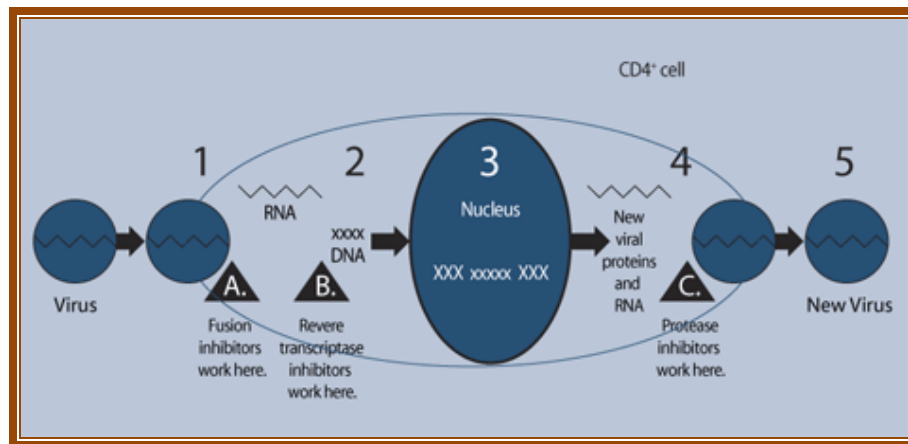 CD4+ cell
1
2
3
4
5
RNA
xxxx
DNA
Nucleus
XXX xxxxx XXX
New
viral
proteins
and
RNA
Virus
A.
Fusion
inhibitors
work here.
B.
Revere
transcriptase
inhibitors
work here.
C.
Protease
inhibitors
work here.
New Virus